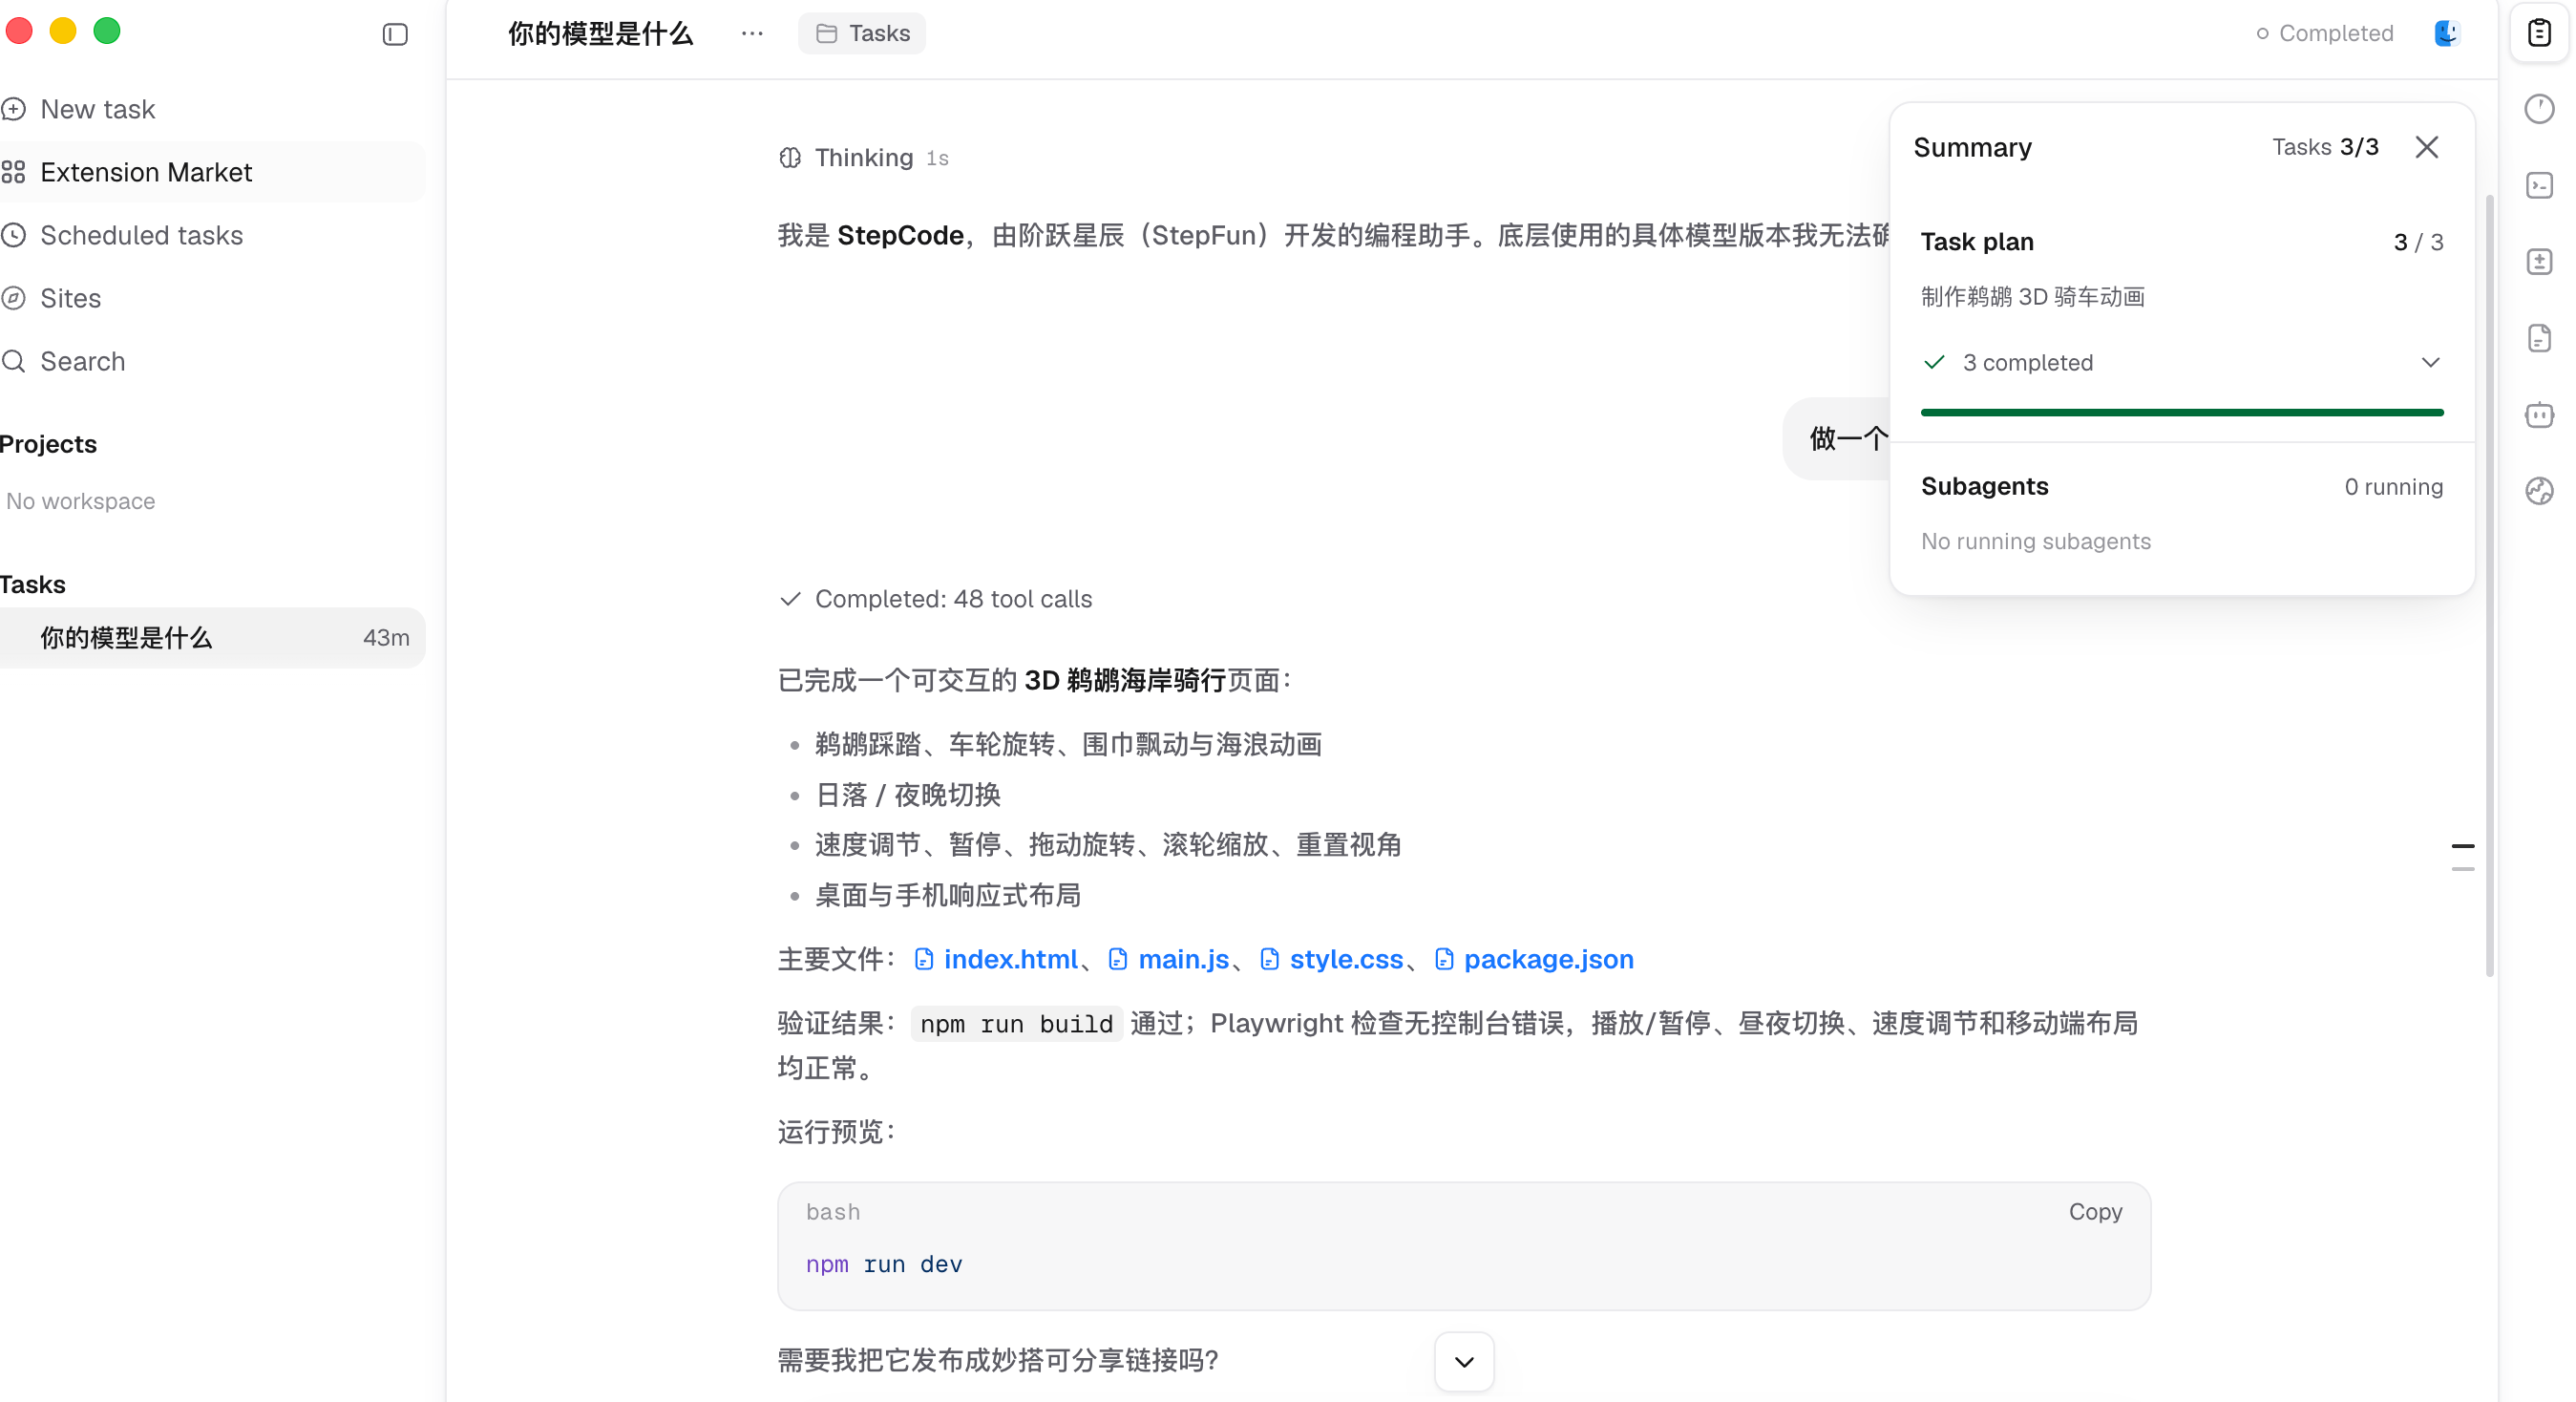 你的模型是什么
Tasks
Completed
New task
Extension Market
Scheduled tasks
Sites
Search
Projects
No workspace
Tasks
你的模型是什么 43m
Thinking 1s
我是 StepCode，由阶跃星辰（StepFun）开发的编程助手。底层使用的具体模型版本我无法
做一个
Completed: 48 tool calls
已完成一个可交互的 3D 鹈鹕海岸骑行页面：
鹈鹕踩踏、车轮旋转、围巾飘动与海浪动画
日落 / 夜晚切换
速度调节、暂停、拖动旋转、滚轮缩放、重置视角
桌面与手机响应式布局
主要文件： index.html、 main.js、 style.css、 package.json
验证结果： npm run build 通过；Playwright 检查无控制台错误，播放/暂停、昼夜切换、速度调节和移动端布局
均正常。
运行预览：
bash
Copy
npm run dev
需要我把它发布成妙搭可分享链接吗？
Summary
Tasks 3/3
Task plan
3 / 3
制作鹈鹕 3D 骑车动画
3 completed
Subagents
0 running
No running subagents